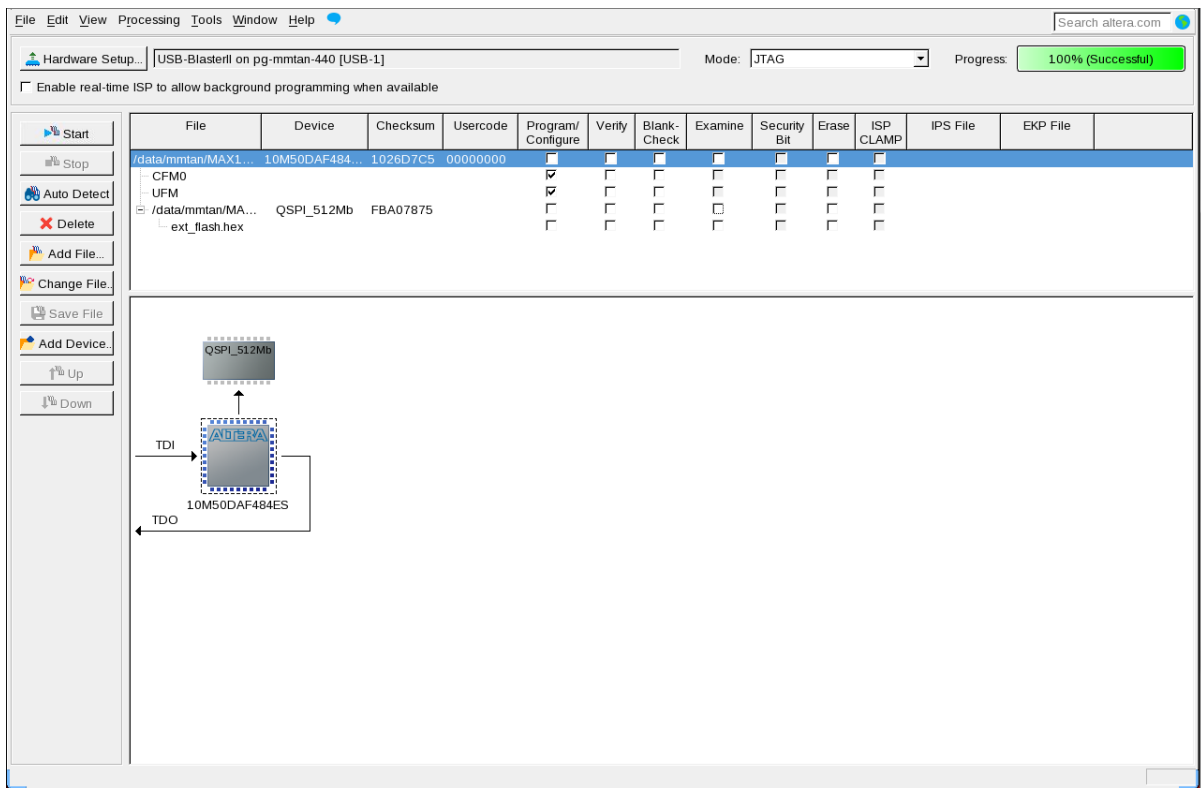 File Edit View Processing Tools Window Help Search altera.com
Hardware Setup... USB-BlasterII on pg-mmtan-440 [USB-1] Mode: JTAG Progress: 100% (Successful)
Enable real-time ISP to allow background programming when available
Start
Stop
Auto Detect
Delete
Add File...
Change File..
Save File
Add Device..
Up
Down
File Device Checksum Usercode Program/ Configure Verify Blank- Check Examine Security Bit Erase ISP CLAMP IPS File EKP File
/data/mmtan/MAX1... 10M50DAF484... 1026D7C5 00000000
CFM0
UFM
/data/mmtan/MA... QSPI_512Mb FBA07875
ext_flash.hex
QSPI_512Mb
ALTERA
TDI
10M50DAF484ES
TDO